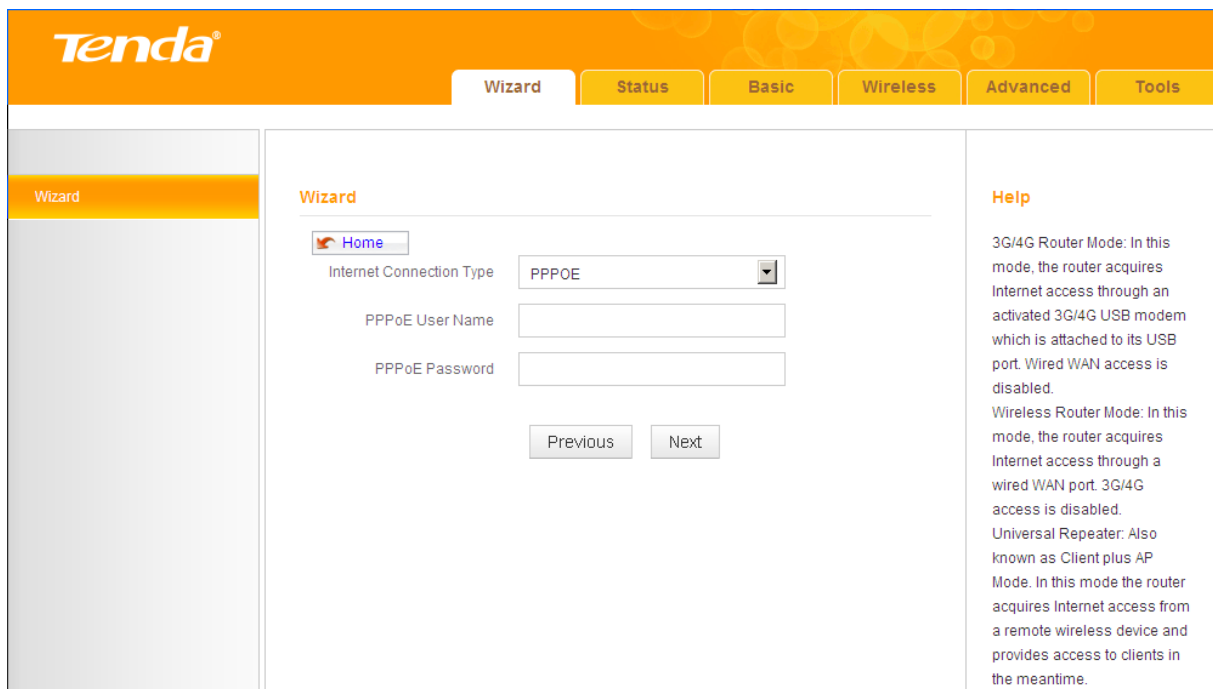 Tenda®
Wizard Status Basic Wireless Advanced Tools
Wizard
Wizard
Home
Internet Connection Type PPPOE
PPPoE User Name
PPPoE Password
Previous Next
Help
3G/4G Router Mode: In this
mode, the router acquires
Internet access through an
activated 3G/4G USB modem
which is attached to its USB
port. Wired WAN access is
disabled.
Wireless Router Mode: In this
mode, the router acquires
Internet access through a
wired WAN port. 3G/4G
access is disabled.
Universal Repeater: Also
known as Client plus AP
Mode. In this mode the router
acquires Internet access from
a remote wireless device and
provides access to clients in
the meantime.